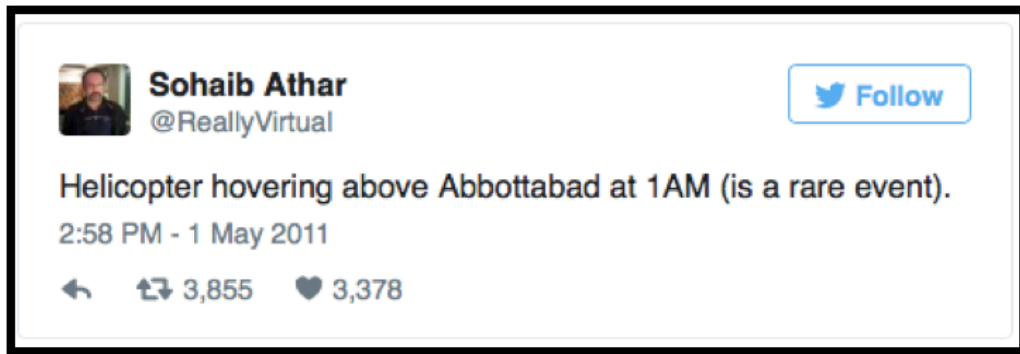 Sohaib Athar
@ReallyVirtual
Follow
Helicopter hovering above Abbottabad at 1AM (is a rare event).
2:58 PM - 1 May 2011
3,855 3,378